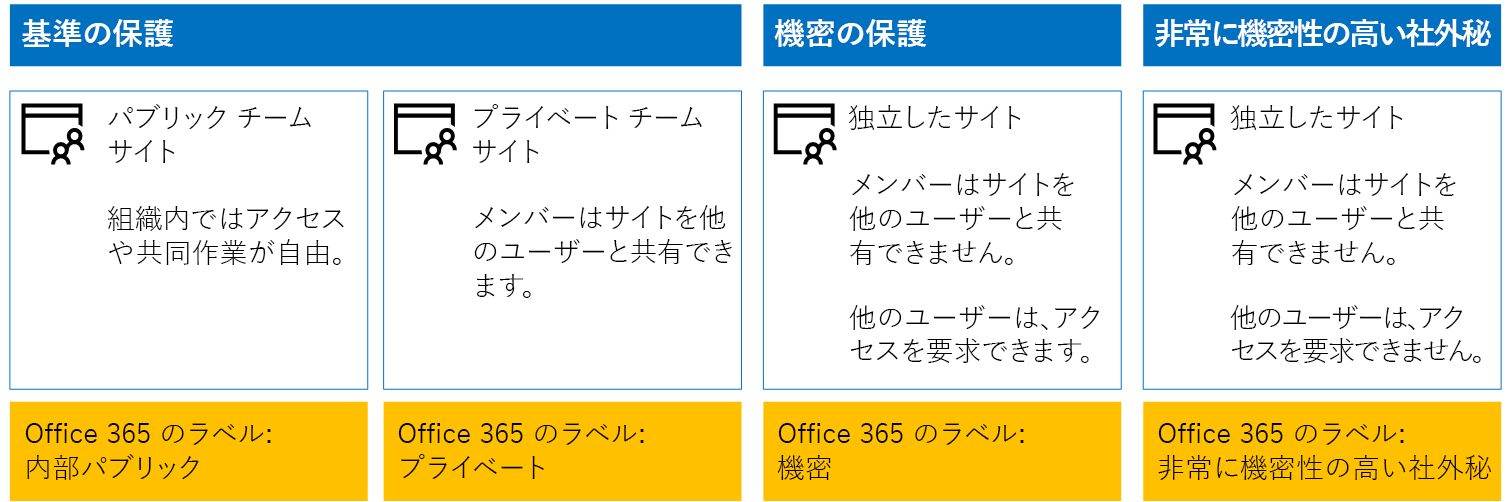 基準の保護
機密の保護
非常に機密性の高い社外秘
パブリック チーム
サイト
組織内ではアクセス
や共同作業が自由。
プライベート チーム
サイト
メンバーはサイトを他
のユーザーと共有でき
ます。
独立したサイト
メンバーはサイトを
他のユーザーと共
有できません。
他のユーザーは、アク
セスを要求できます。
独立したサイト
メンバーはサイトを
他のユーザーと共
有できません。
他のユーザーは、アク
セスを要求できません。
Office 365 のラベル:
内部パブリック
Office 365 のラベル:
プライベート
Office 365 のラベル:
機密
Office 365 のラベル:
非常に機密性の高い社外秘